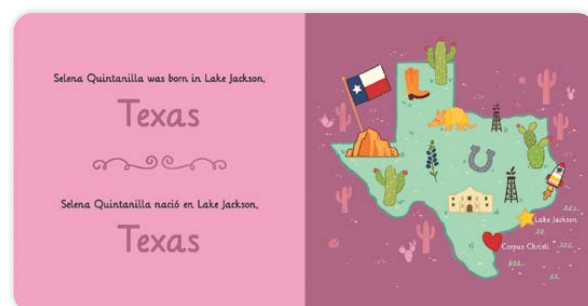 Selena Quintanilla was born in Lake Jackson,
Texas
Selena Quintanilla nació en Lake Jackson,
Texas
Lake Jackson
Corpus Christi